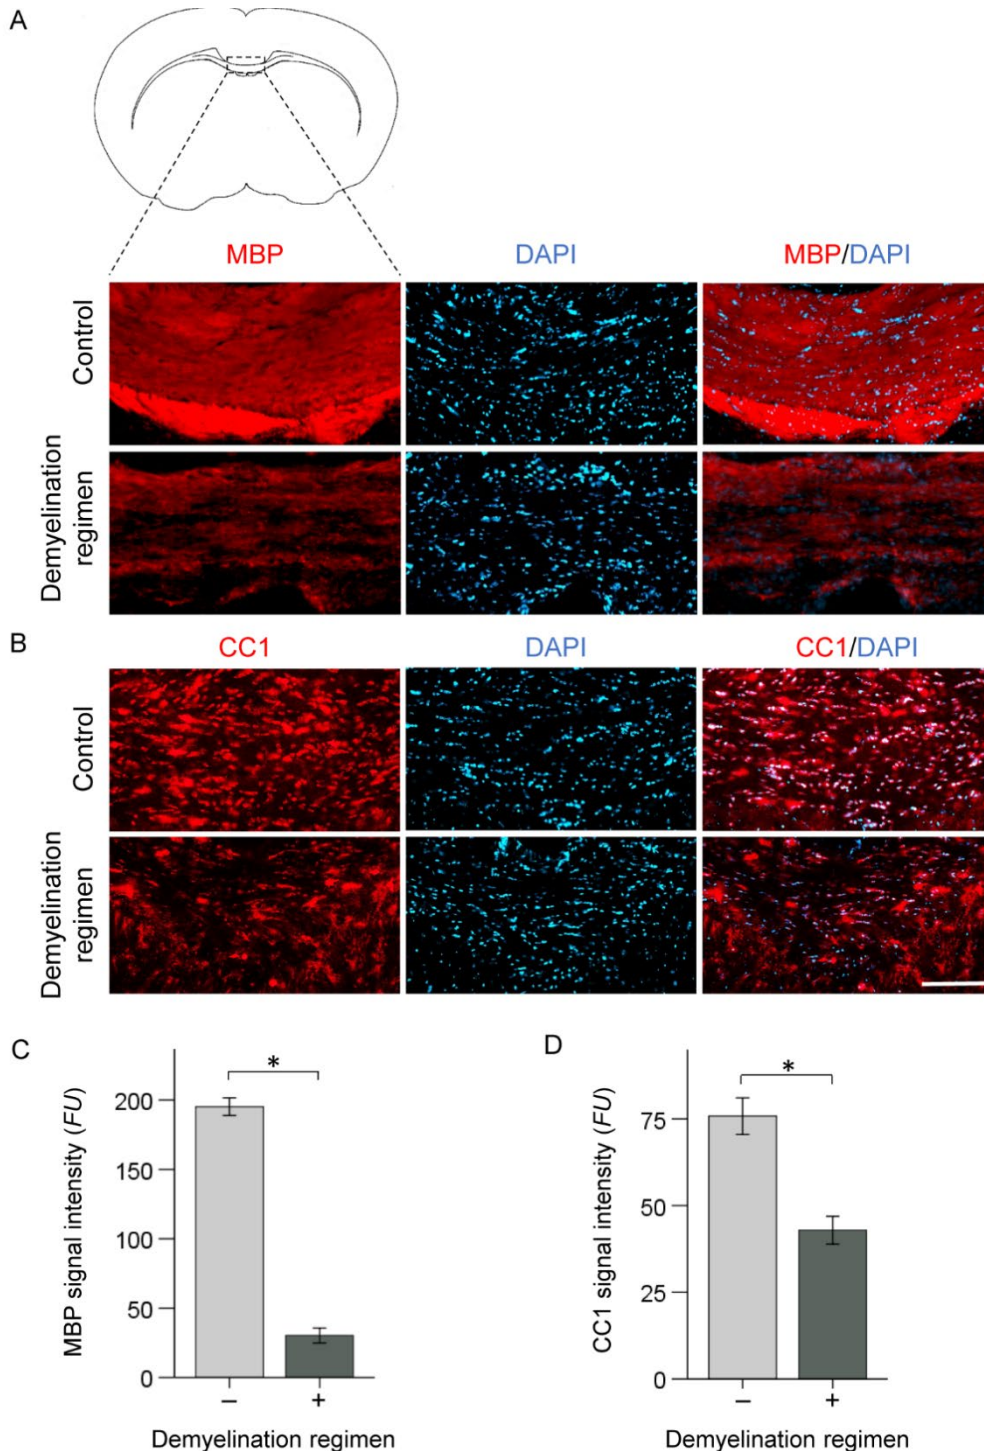 A
MBP DAPI MBP/DAPI
Control
Demyelination
regimen
B
CC1 DAPI CC1/DAPI
Control
Demyelination
regimen
C
MBP signal intensity (FU)
200
150
100
50
0
*
– +
Demyelination regimen
D
CC1 signal intensity (FU)
75
50
25
0
*
– +
Demyelination regimen